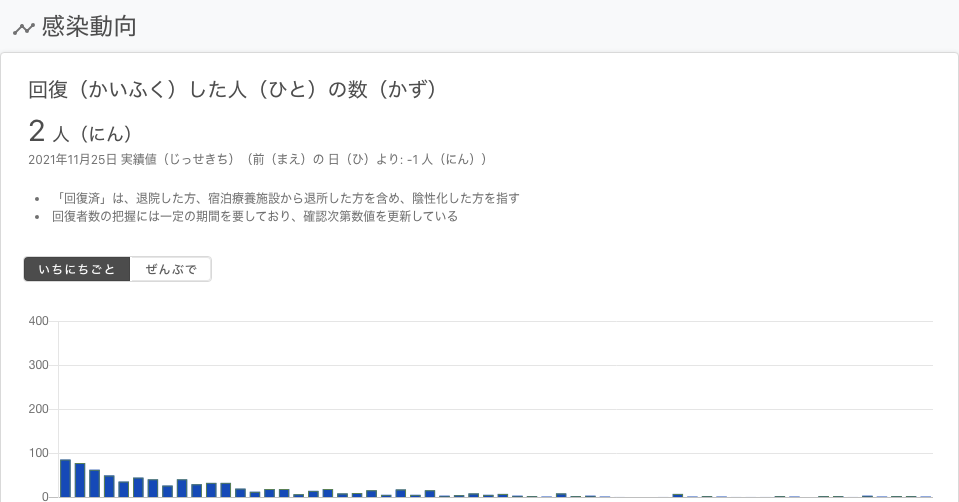 感染動向
回復（かいふく）した人（ひと）の数（かず）
2 人（にん）
2021年11月25日 実績値（じっせきち）（前（まえ）の 日（ひ）より: -1 人（にん））
• 「回復済」は、退院した方、宿泊療養施設から退所した方を含め、陰性化した方を指す
• 回復者数の把握には一定の期間を要しており、確認次第数値を更新している
いちにちごと ぜんぶで
400
300
200
100
0